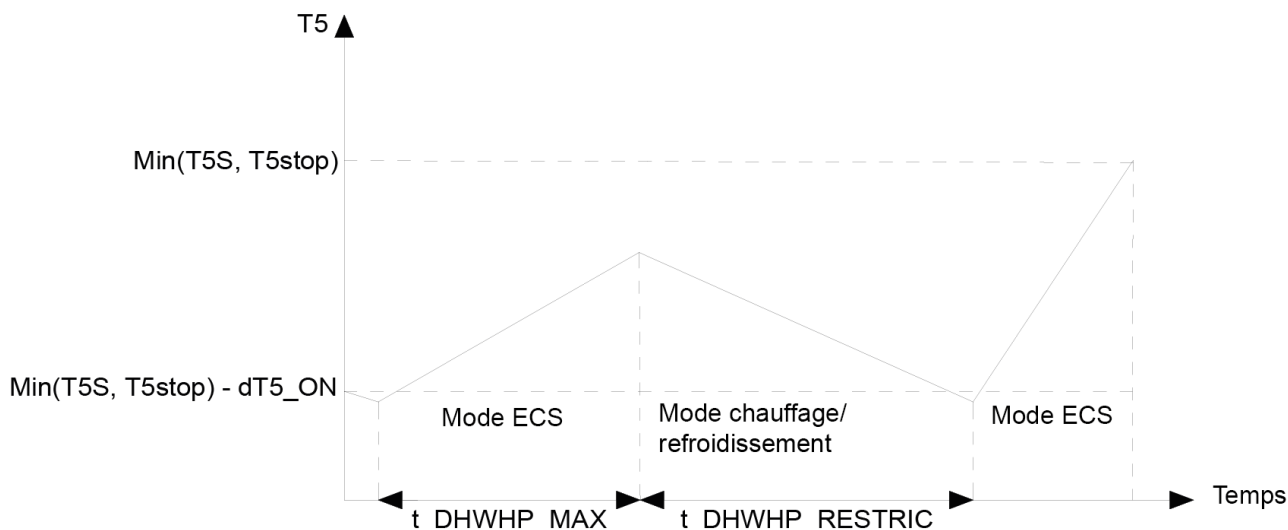 T5
Min(T5S, T5stop)
Min(T5S, T5stop) - dT5_ON
Mode ECS
Mode chauffage/
refroidissement
Mode ECS
Temps
t_DHWHP_MAX
t_DHWHP_RESTRIC